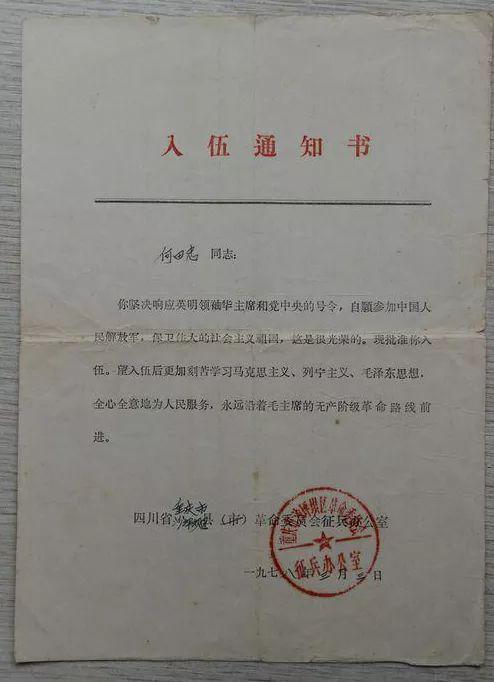 入伍通知书
何田忠 同志：
你坚决响应英明领袖华主席和党中央的号令，自愿参加中国人
民解放军，保卫伟大的社会主义祖国，这是很光荣的。现批准你入
伍。望入伍后更加刻苦学习马克思主义、列宁主义、毛泽东思想，
全心全意地为人民服务，永远沿着毛主席的无产阶级革命路线前
进。
重庆市
四川省 县（市）革命委员会征兵办公室
征兵办公室
一九七八年三月三日